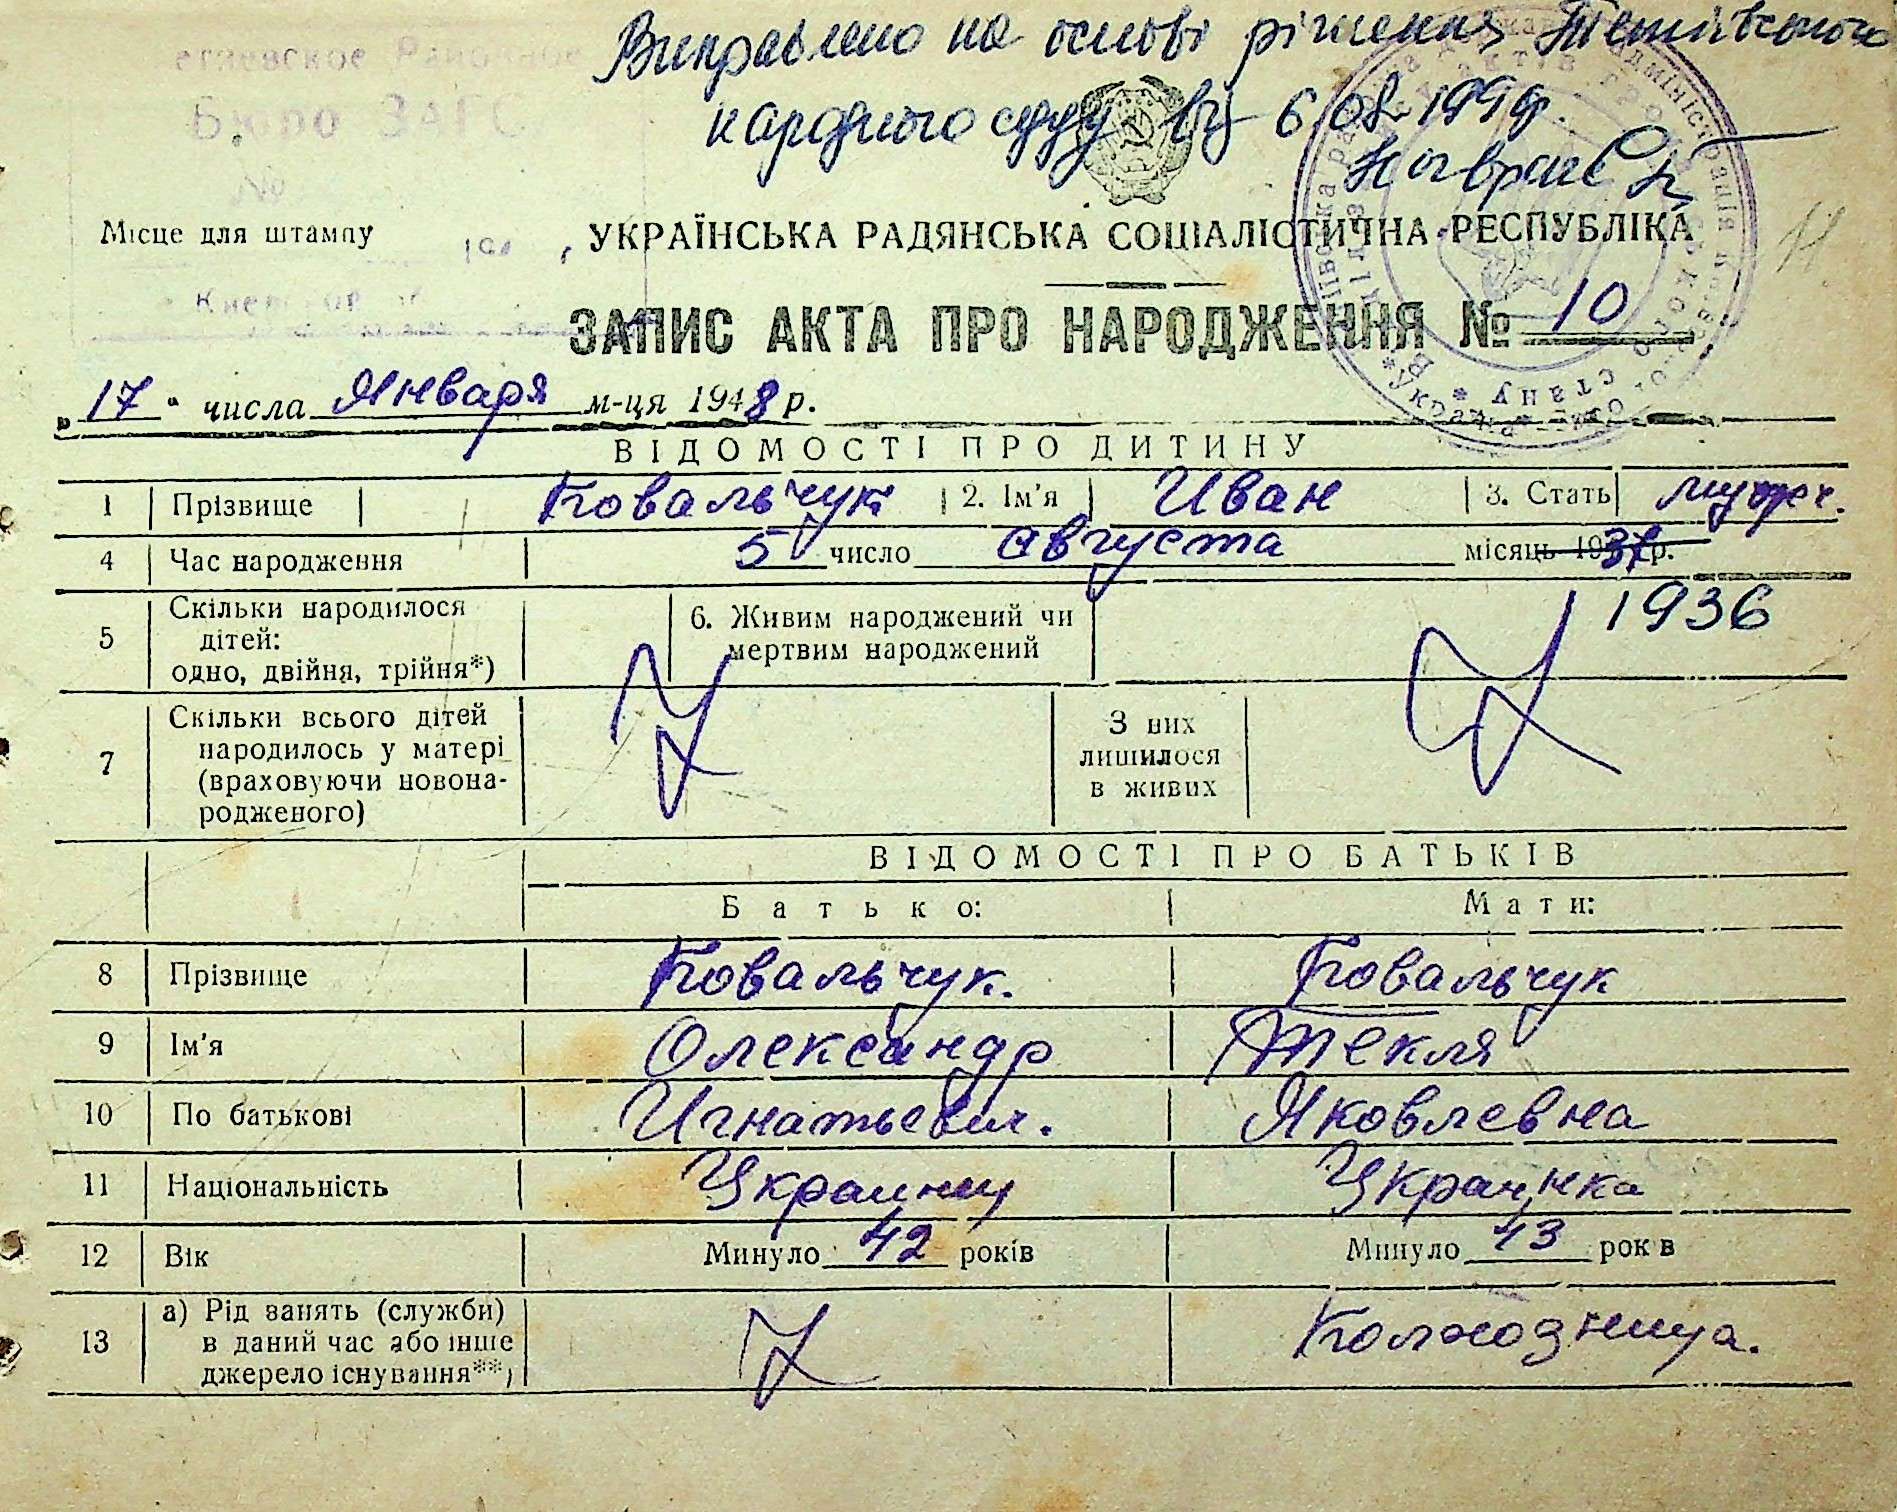 Виправлено на основі рішення Тетіївського
народного суду від 6.08.1999р.
Районное
Бюро ЗАГС
№
Місце для штампу
УКРАЇНСЬКА РАДЯНСЬКА СОЦІАЛІСТИЧНА РЕСПУБЛІКА
ЗАПИС АКТА ПРО НАРОДЖЕННЯ № 10
„17“ числа Января м-ця 1948 р.
ВІДОМОСТІ ПРО ДИТИНУ
1 Прізвище Ковальчук 2. Ім'я Иван 3. Стать
4 Час народження 5 число августа місяць 1937 р.
1936
5 Скільки народилося дітей: одно, двійня, трійня*)
6. Живим народжений чи мертвим народжений
7 Скільки всього дітей народилось у матері (враховуючи новонародженого)
З них лишилося в живих
ВІДОМОСТІ ПРО БАТЬКІВ
Батько: Мати:
8 Прізвище Ковальчук. Ковальчук
9 Ім'я Олександр Текля
10 По батькові Игнатьевич. Яковлевна
11 Національність Украинец Украинка
12 Вік Минуло 42 років Минуло 43 рок в
13 а) Рід занять (служби) в даний час або інше джерело існування**) Колхозница.